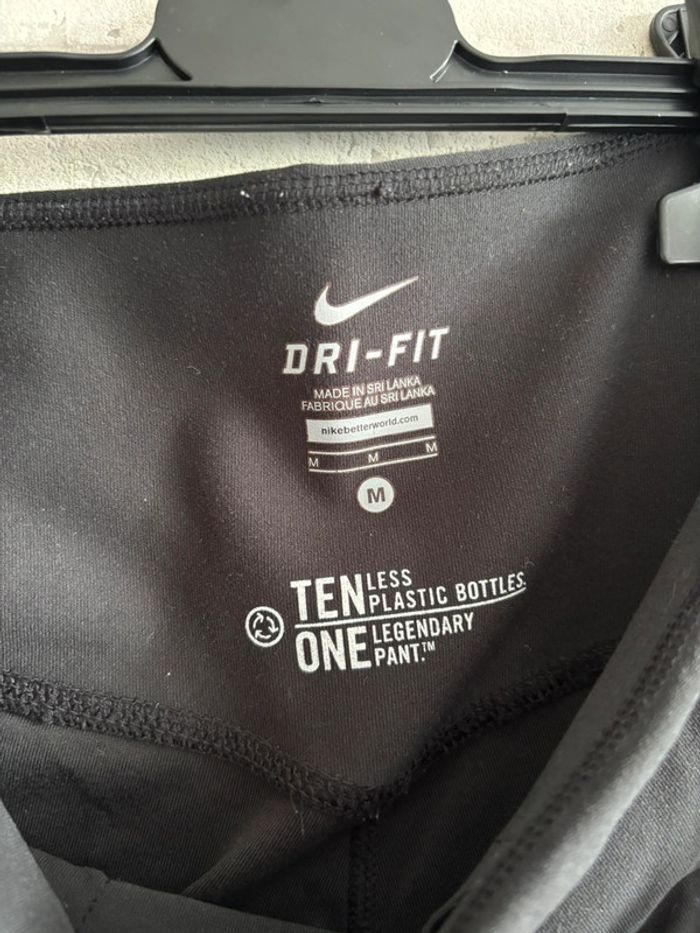 DRI-FIT
MADE IN SRI LANKA
FABRIQUE AU SRI LANKA
nikebetterworld.com
M M M
M
TEN LESS
PLASTIC BOTTLES.
ONE LEGENDARY
PANT.™